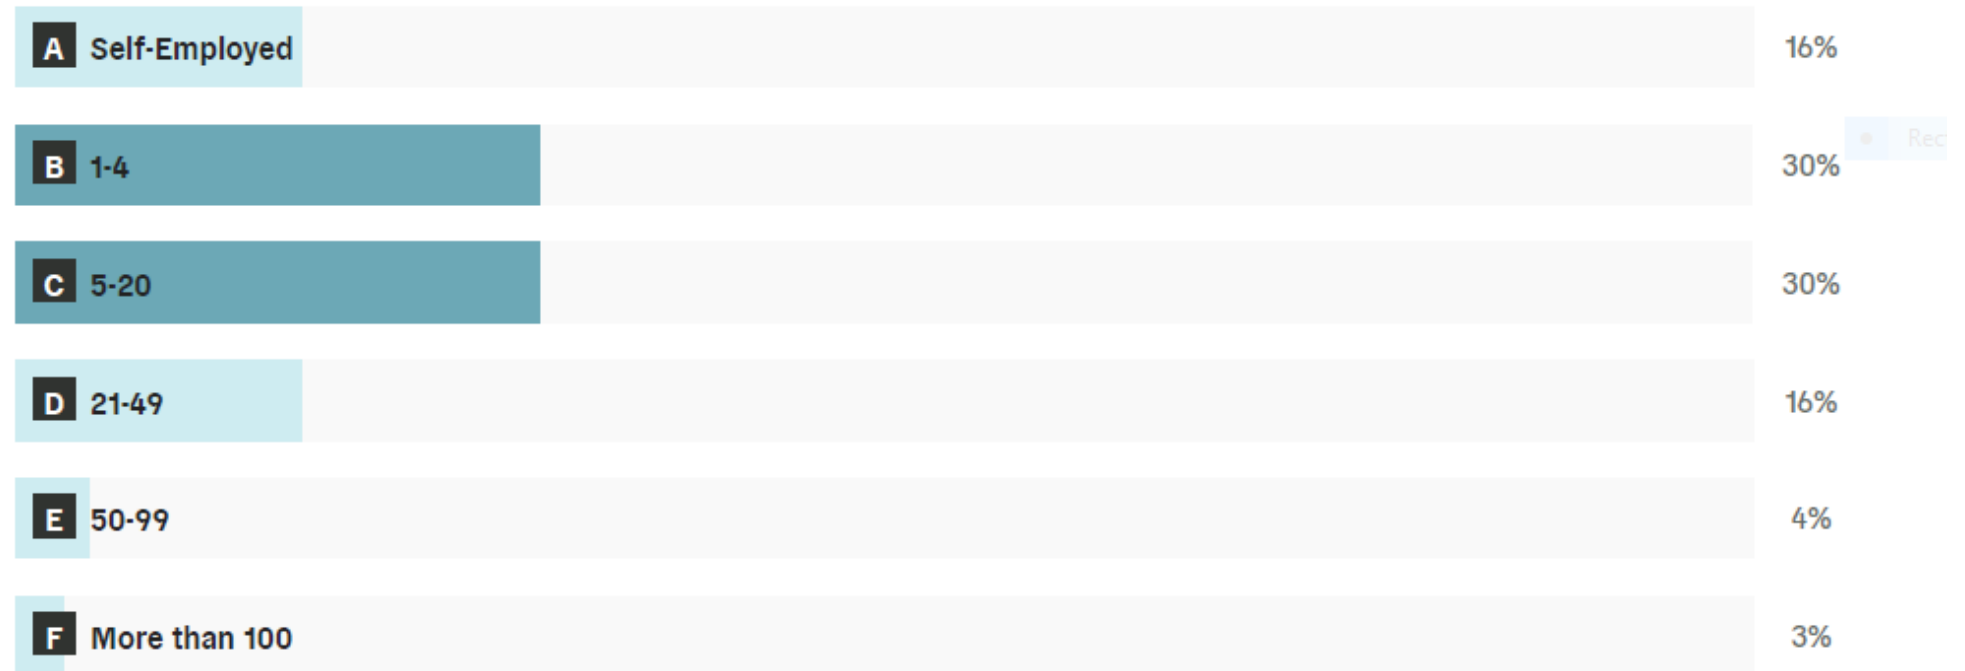 A Self-Employed 16%
B 1-4 30%
Rec
C 5-20 30%
D 21-49 16%
E 50-99 4%
F More than 100 3%